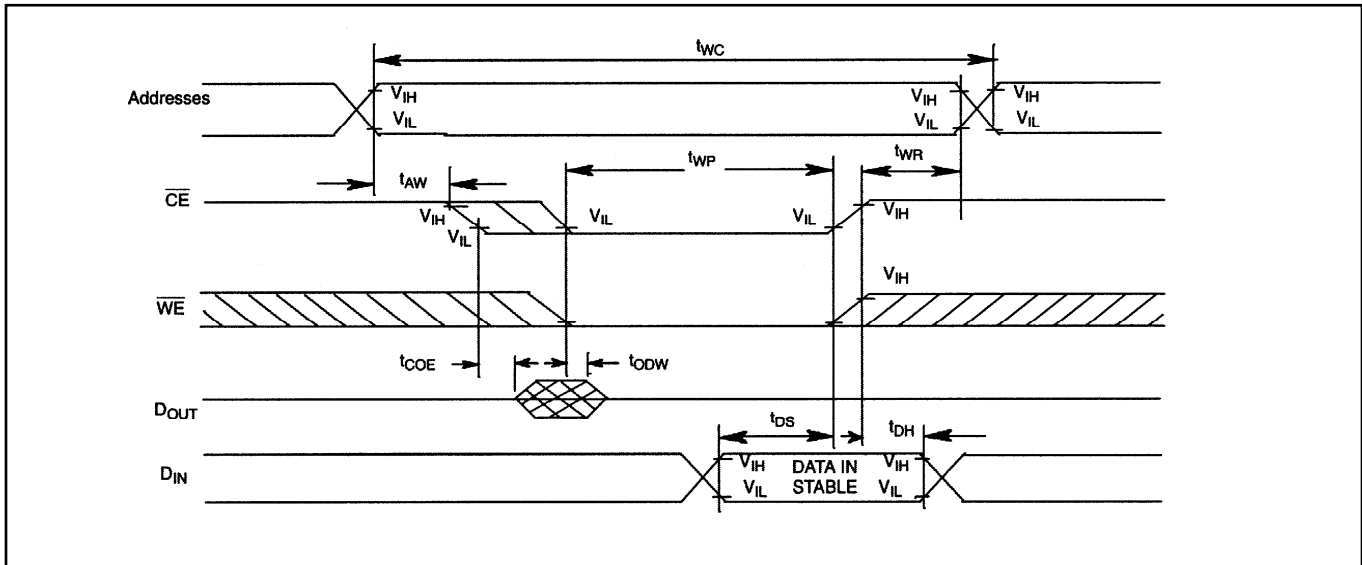 tWC
Addresses
VIH VIH VIH
VIL VIL VIL
tWP tWR
tAW
CE
VIH VIL VIL VIH
VIL
VIH
WE
tCOE tODW
DOUT
tDS tDH
DIN
VIH DATA IN VIH
VIL STABLE VIL